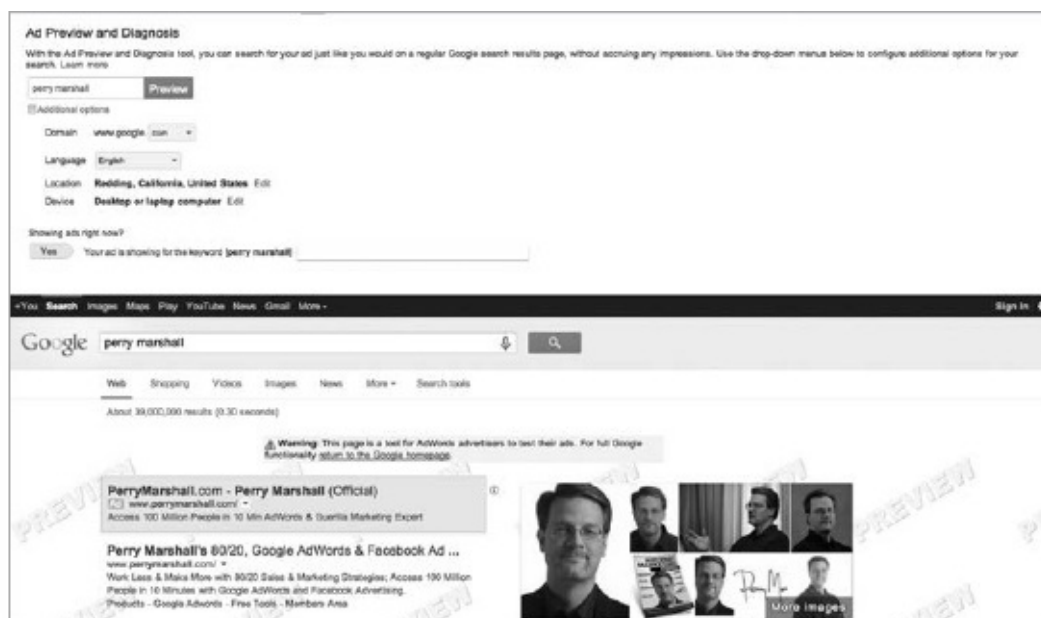 Ad Preview and Diagnosis
With the Ad Preview and Diagnosis tool, you can search for your ad just like you would on a regular Google search results page, without accruing any impressions. Use the drop-down menus below to configure additional options for your
search. Learn more
perry marshall Preview
Additional options
Domain www.google .com
Language English
Location Redding, California, United States Edit
Device Desktop or laptop computer Edit
Showing ads right now?
Yes Your ad is showing for the keyword [perry marshall]
+You Search Images Maps Play YouTube News Gmail More
Sign in
Google perry marshall
Web Shopping Videos Images News More Search tools
About 39,000,000 results (0.30 seconds)
Warning: This page is a tool for AdWords advertisers to test their ads. For full Google
functionality return to the Google homepage.
PerryMarshall.com - Perry Marshall (Official)
Ad www.perrymarshall.com/
Access 100 Million People in 10 Min AdWords & Guerilla Marketing Expert
Perry Marshall's 80/20, Google AdWords & Facebook Ad ...
www.perrymarshall.com/
Work Less & Make More with 80/20 Sales & Marketing Strategies; Access 100 Million
People in 10 Minutes with Google AdWords and Facebook Advertising.
Products - Google Adwords - Free Tools - Members Area
More images
PREVIEW
PREVIEW
PREVIEW
PREVIEW